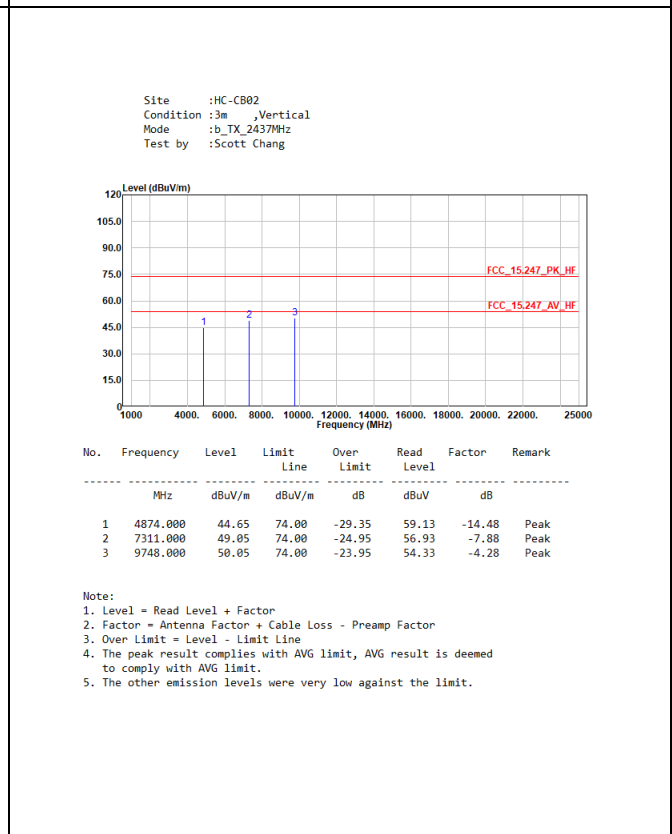 Site      :HC-CB02
Condition :3m    ,Vertical
Mode      :b_TX_2437MHz
Test by   :Scott Chang
Level (dBuV/m)
120
105.0
90.0
75.0
60.0
45.0
30.0
15.0
0
FCC_15.247_PK_HF
FCC_15.247_AV_HF
1 2 3
1000 4000. 6000. 8000. 10000. 12000. 14000. 16000. 18000. 20000. 22000. 25000
Frequency (MHz)
No. Frequency Level Limit Over Read Factor Remark
Line Limit Level
------ ----------- -------- --------- --------- --------- -------- ---------
MHz dBuV/m dBuV/m dB dBuV dB
1 4874.000 44.65 74.00 -29.35 59.13 -14.48 Peak
2 7311.000 49.05 74.00 -24.95 56.93 -7.88 Peak
3 9748.000 50.05 74.00 -23.95 54.33 -4.28 Peak
Note:
1. Level = Read Level + Factor
2. Factor = Antenna Factor + Cable Loss - Preamp Factor
3. Over Limit = Level - Limit Line
4. The peak result complies with AVG limit, AVG result is deemed
to comply with AVG limit.
5. The other emission levels were very low against the limit.